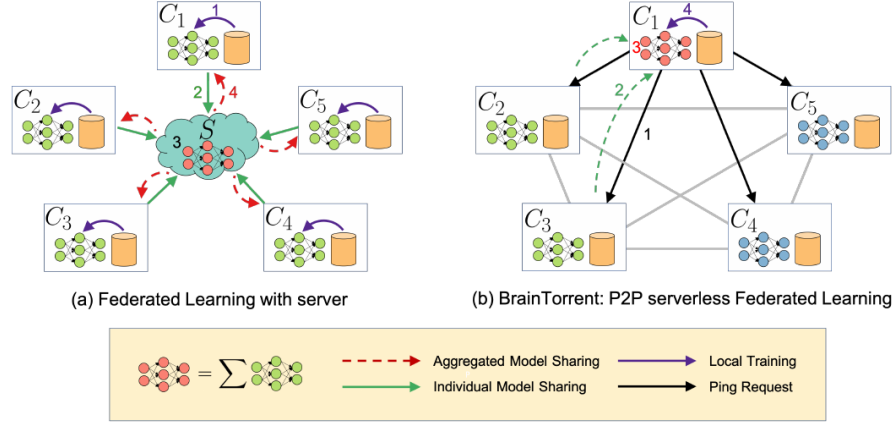 C1
1
2
4
C2
C5
3
S
C3
C4
(a) Federated Learning with server
C1
4
3
2
C2
C5
1
C3
C4
(b) BrainTorrent: P2P serverless Federated Learning
= ∑
Aggregated Model Sharing
Local Training
Individual Model Sharing
Ping Request